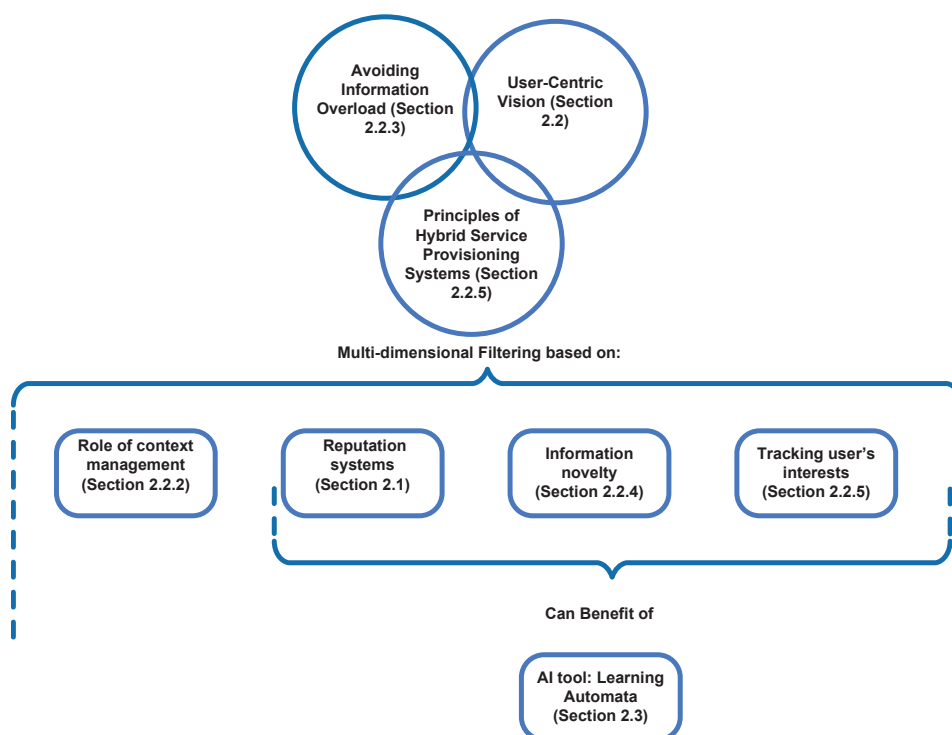 Avoiding
Information
Overload (Section
2.2.3)
User-Centric
Vision (Section
2.2)
Principles of
Hybrid Service
Provisioning
Systems (Section
2.2.5)
Multi-dimensional Filtering based on:
Role of context
management
(Section 2.2.2)
Reputation
systems
(Section 2.1)
Information
novelty
(Section 2.2.4)
Tracking user's
interests
(Section 2.2.5)
Can Benefit of
AI tool: Learning
Automata
(Section 2.3)